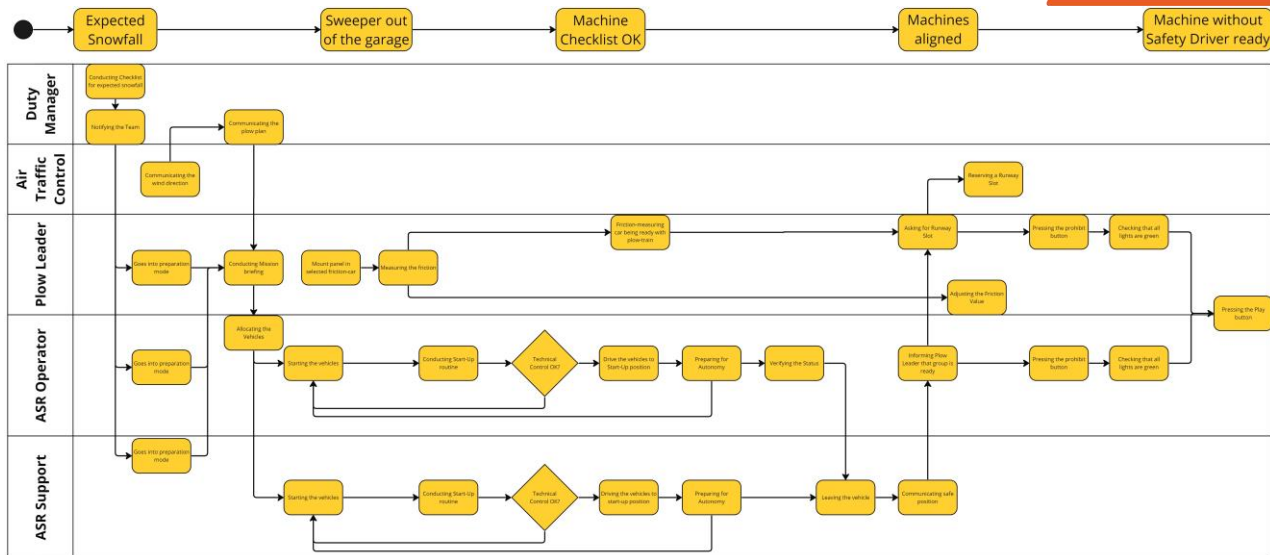 Expected
Snowfall
Sweeper out
of the garage
Machine
Checklist OK
Machines
aligned
Machine without
Safety Driver ready
Duty
Manager
Conducting Checklist
for expected snowfall
Notifying the Team
Communicating the
plow plan
Air
Traffic
Control
Communicating the
wind direction
Reserving a Runway
Slot
Plow Leader
Goes into preparation
mode
Conducting Mission
briefing
Mount panel in
selected friction-car
Measuring the friction
Friction-measuring
car being ready with
plow-train
Asking for Runway
Slot
Pressing the prohibit
button
Checking that all
lights are green
Adjusting the Friction
Value
Pressing the Play
button
ASR Operator
Allocating the
Vehicles
Goes into preparation
mode
Starting the vehicles
Conducting Start-Up
routine
Technical
Control OK?
Drive the vehicles to
Start-Up position
Preparing for
Autonomy
Verifying the Status
Informing Plow
Leader that group is
ready
Pressing the prohibit
button
Checking that all
lights are green
ASR Support
Goes into preparation
mode
Starting the vehicles
Conducting Start-Up
routine
Technical
Control OK?
Driving the vehicles to
start-up position
Preparing for
Autonomy
Leaving the vehicle
Communicating safe
position